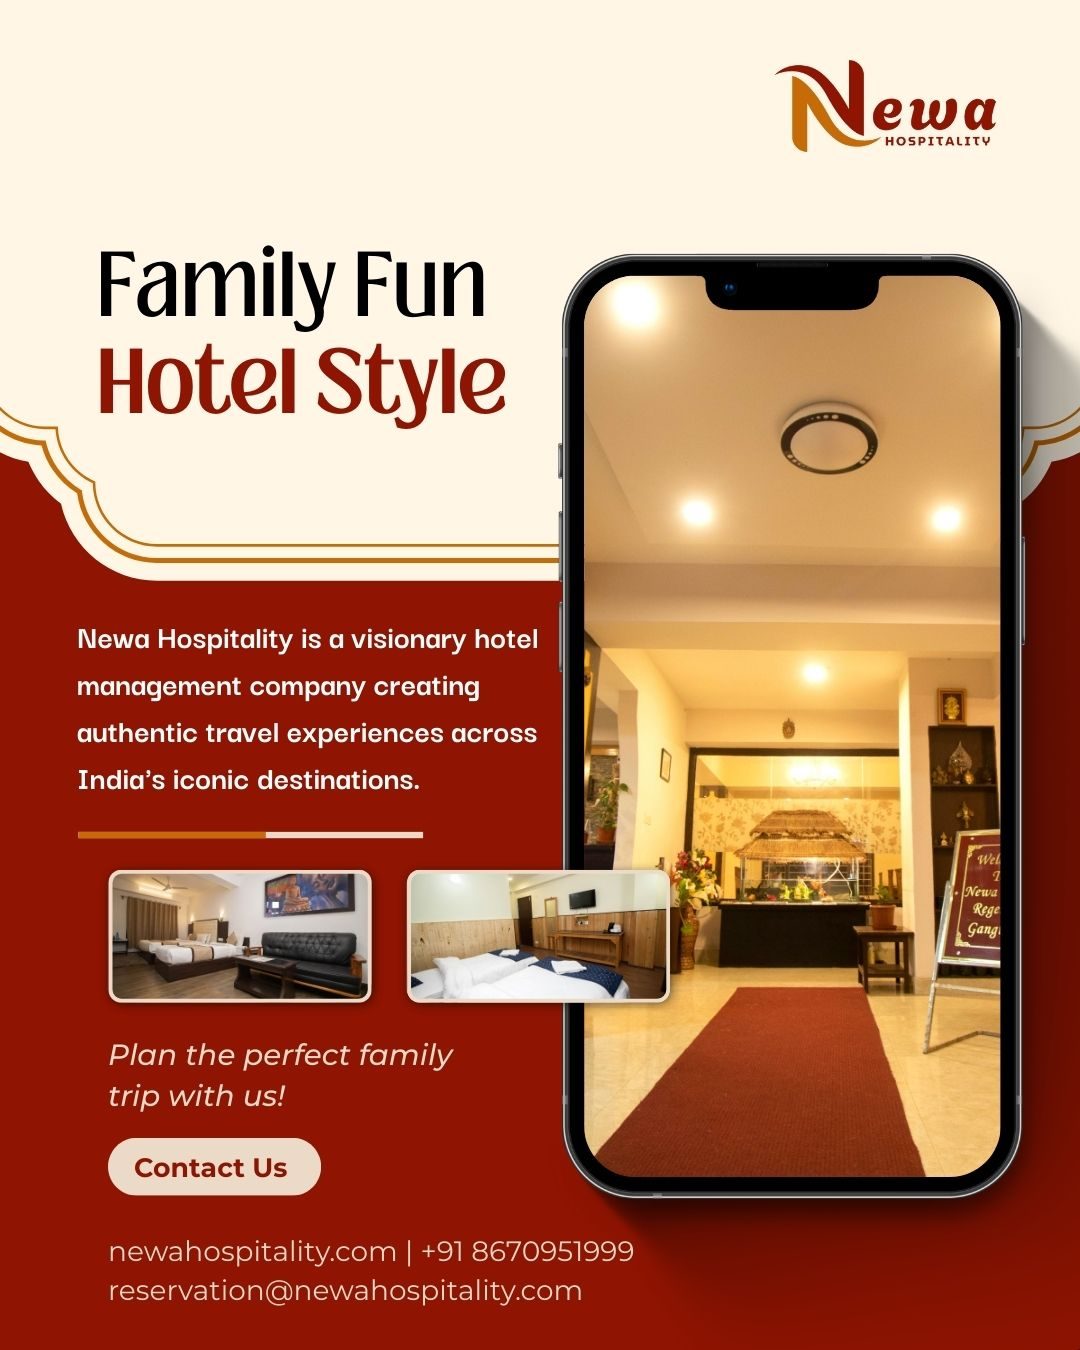 Newa
HOSPITALITY
Family Fun
Hotel Style
Newa Hospitality is a visionary hotel
management company creating
authentic travel experiences across
India's iconic destinations.
Newa
Plan the perfect family
trip with us!
Contact Us
newahospitality.com | +91 8670951999
reservation@newahospitality.com